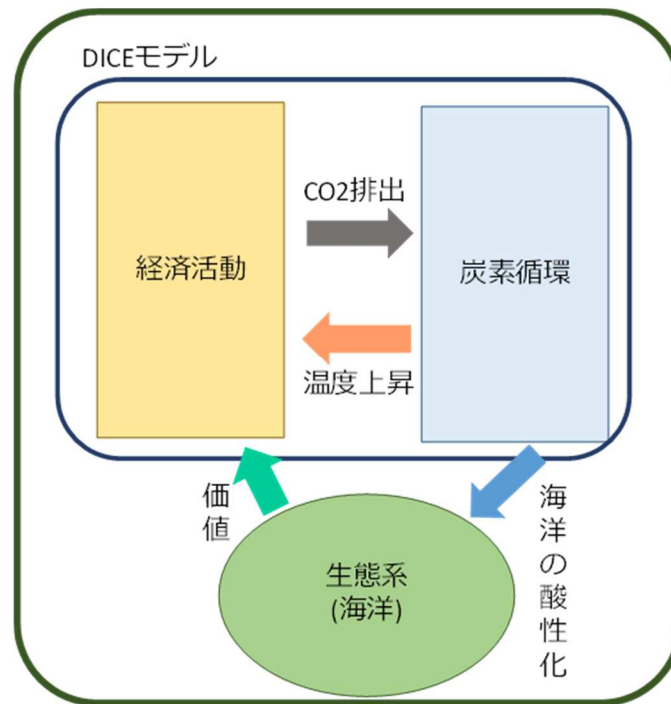 DICEモデル
CO2排出
経済活動
炭素循環
温度上昇
価値
海洋の酸性化
生態系
(海洋)